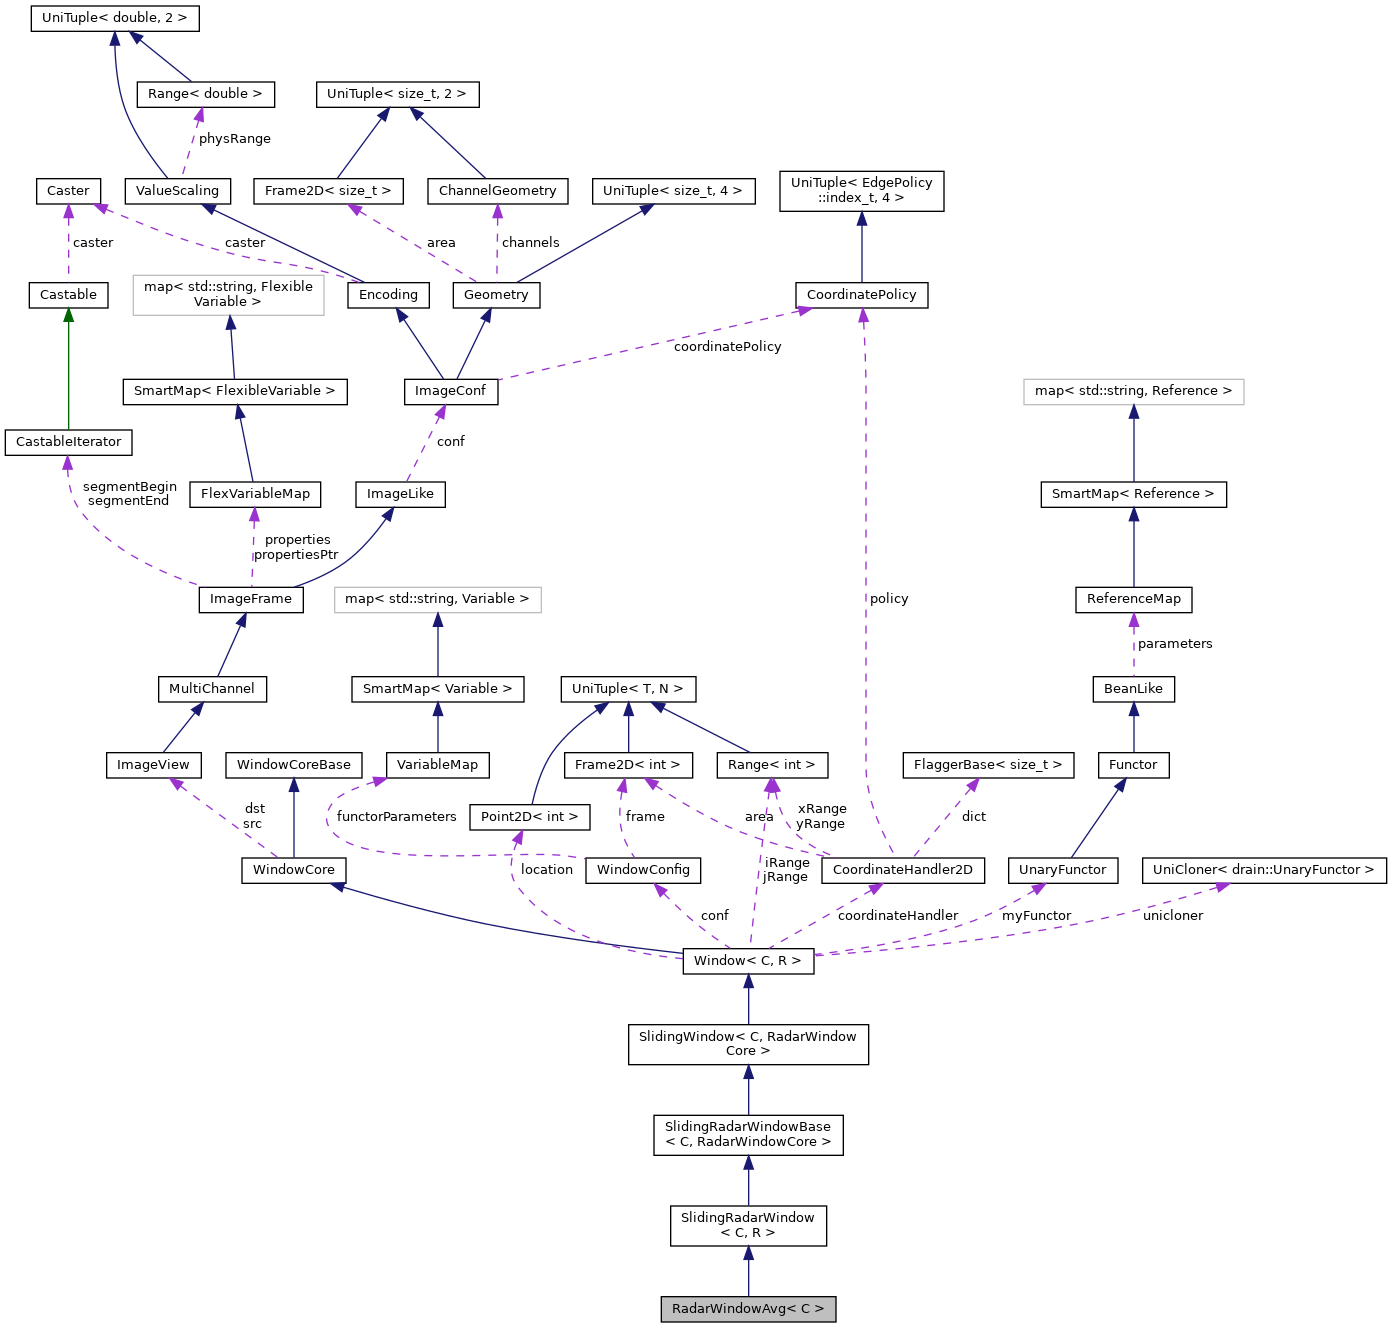 UniTuple< double, 2 >
Range< double >
UniTuple< size_t, 2 >
physRange
Caster
ValueScaling
Frame2D< size_t >
ChannelGeometry
UniTuple< size_t, 4 >
UniTuple< EdgePolicy
::index_t, 4 >
caster
caster
area
channels
Castable
map< std::string, Flexible
Variable >
Encoding
Geometry
CoordinatePolicy
coordinatePolicy
SmartMap< FlexibleVariable >
ImageConf
map< std::string, Reference >
CastableIterator
conf
segmentBegin
segmentEnd
FlexVariableMap
ImageLike
SmartMap< Reference >
properties
propertiesPtr
ImageFrame
map< std::string, Variable >
policy
ReferenceMap
parameters
MultiChannel
SmartMap< Variable >
UniTuple< T, N >
BeanLike
ImageView
WindowCoreBase
VariableMap
Frame2D< int >
Range< int >
FlaggerBase< size_t >
Functor
dst
src
functorParameters
Point2D< int >
frame
area
xRange
yRange
dict
WindowCore
location
WindowConfig
iRange
jRange
CoordinateHandler2D
UnaryFunctor
UniCloner< drain::UnaryFunctor >
conf
coordinateHandler
myFunctor
unicloner
Window< C, R >
SlidingWindow< C, RadarWindow
Core >
SlidingRadarWindowBase
< C, RadarWindowCore >
SlidingRadarWindow
< C, R >
RadarWindowAvg< C >